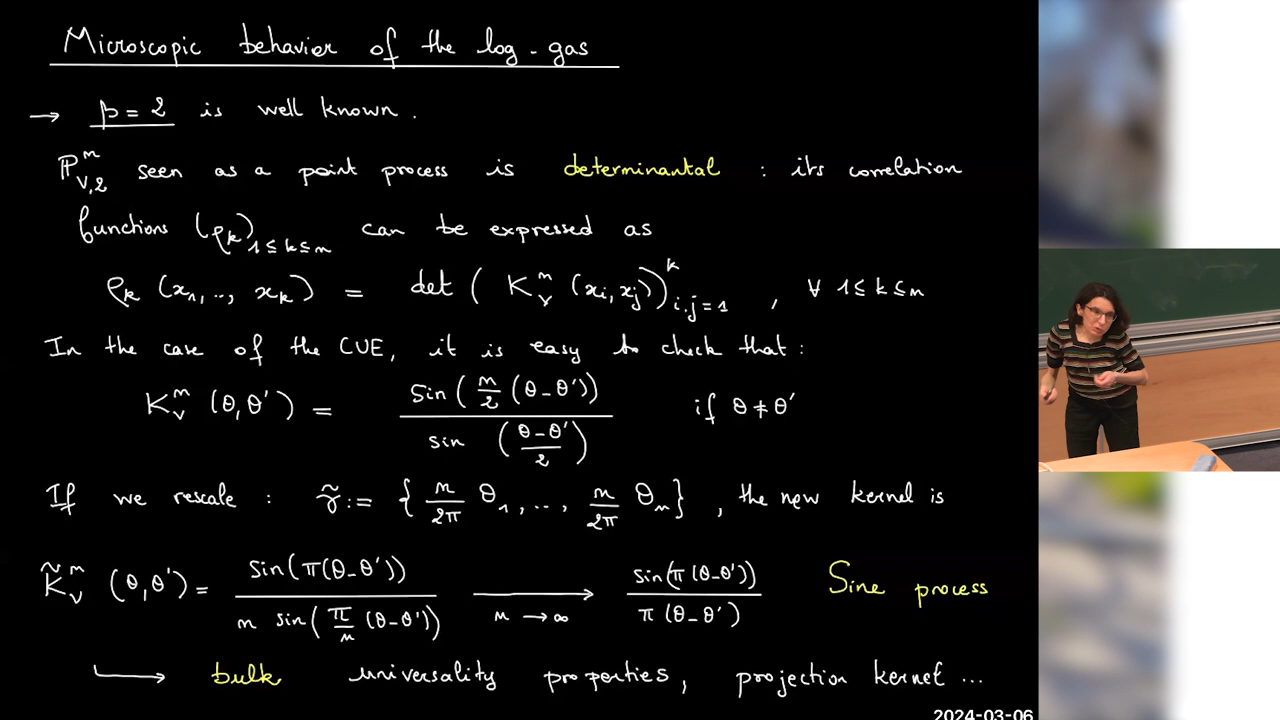 Microscopic behavior of the log-gas
→ β = 2 is well known.
ℙ^n_{V,2} seen as a point process is determinantal : its correlation
functions (ρ_k)_{1≤k≤n} can be expressed as
ρ_k (x_1,.., x_k) = det ( K^n_V (x_i, x_j))^k_{i,j=1} , ∀ 1 ≤ k ≤ n
In the case of the CUE, it is easy to check that :
K^n_V (θ,θ') = sin(n/2 (θ-θ')) / sin ((θ-θ')/2) if θ ≠ θ'
If we rescale : γ̃ := { n/2π θ_1 ,.., n/2π θ_n } , the new kernel is
K̃^n_V (θ,θ') = sin(π(θ-θ')) / n sin(π/n (θ-θ')) ⟶ n→∞ sin(π(θ-θ')) / π(θ-θ') Sine process
↳ bulk universality properties, projection kernel ...
2024-03-06